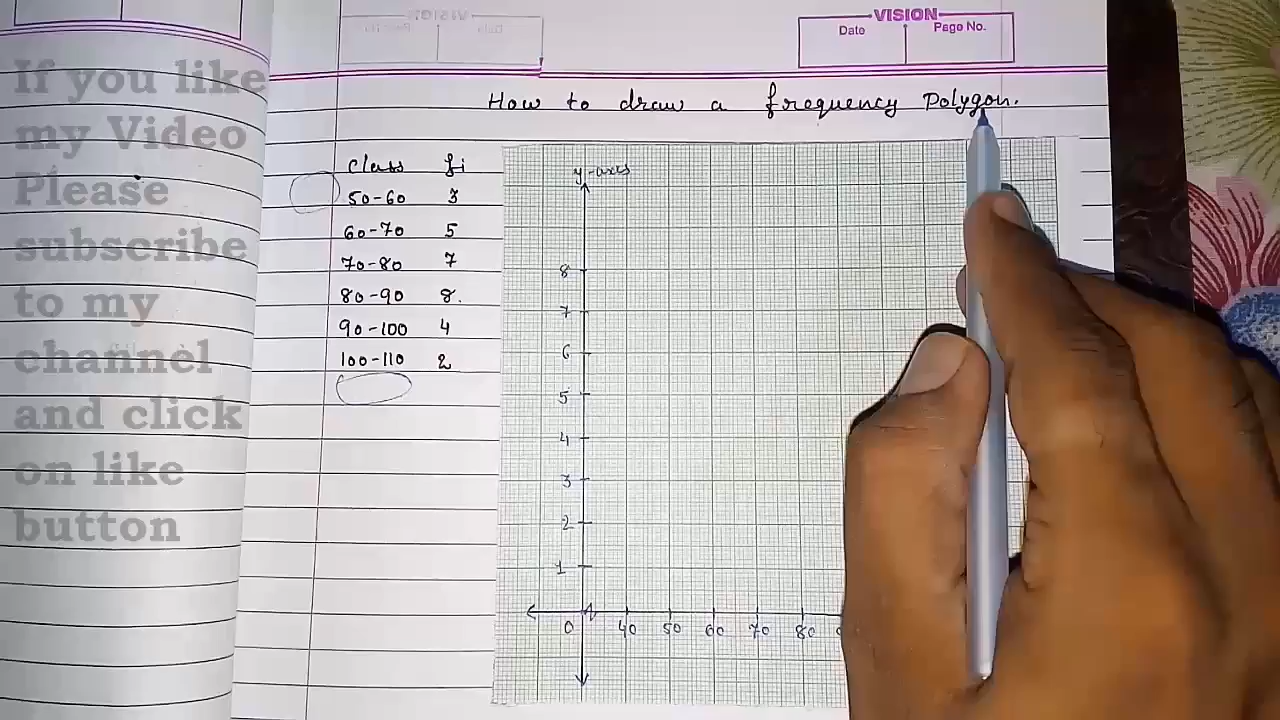 VISION
Date Page No.
How to draw a frequency Polygon.
If you like
my Video
Please
subscribe
to my
channel
and click
on like
button
class fi
50-60 3
60-70 5
70-80 7
80-90 8.
90-100 4
100-110 2
y-axes
8
7
6
5
4
3
2
1
0 40 50 60 70 80